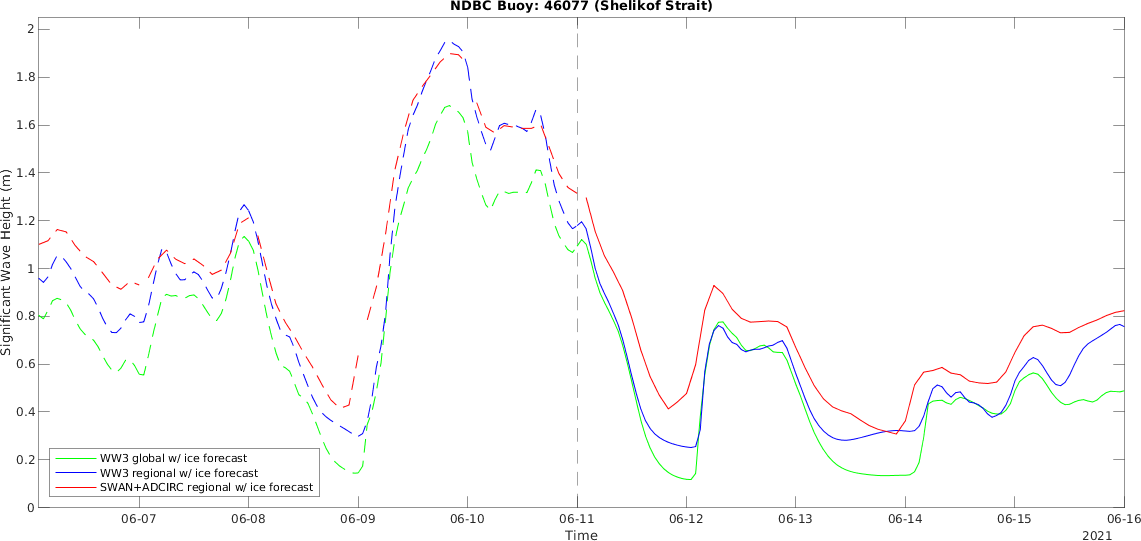 NDBC Buoy: 46077 (Shelikof Strait)
Significant Wave Height (m)
2
1.8
1.6
1.4
1.2
1
0.8
0.6
0.4
0.2
0
WW3 global w/ ice forecast
WW3 regional w/ ice forecast
SWAN+ADCIRC regional w/ ice forecast
06-07 06-08 06-09 06-10 06-11 06-12 06-13 06-14 06-15 06-16
Time
2021